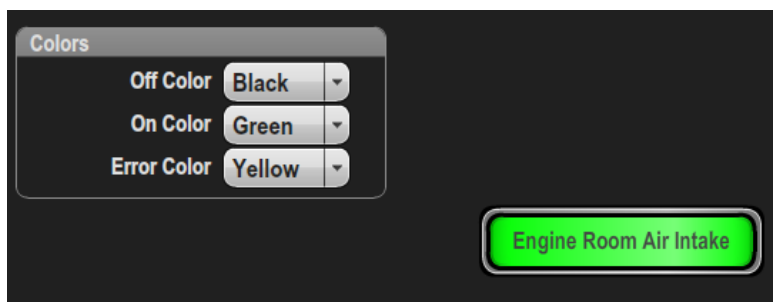 Colors
Off Color Black
On Color Green
Error Color Yellow
Engine Room Air Intake